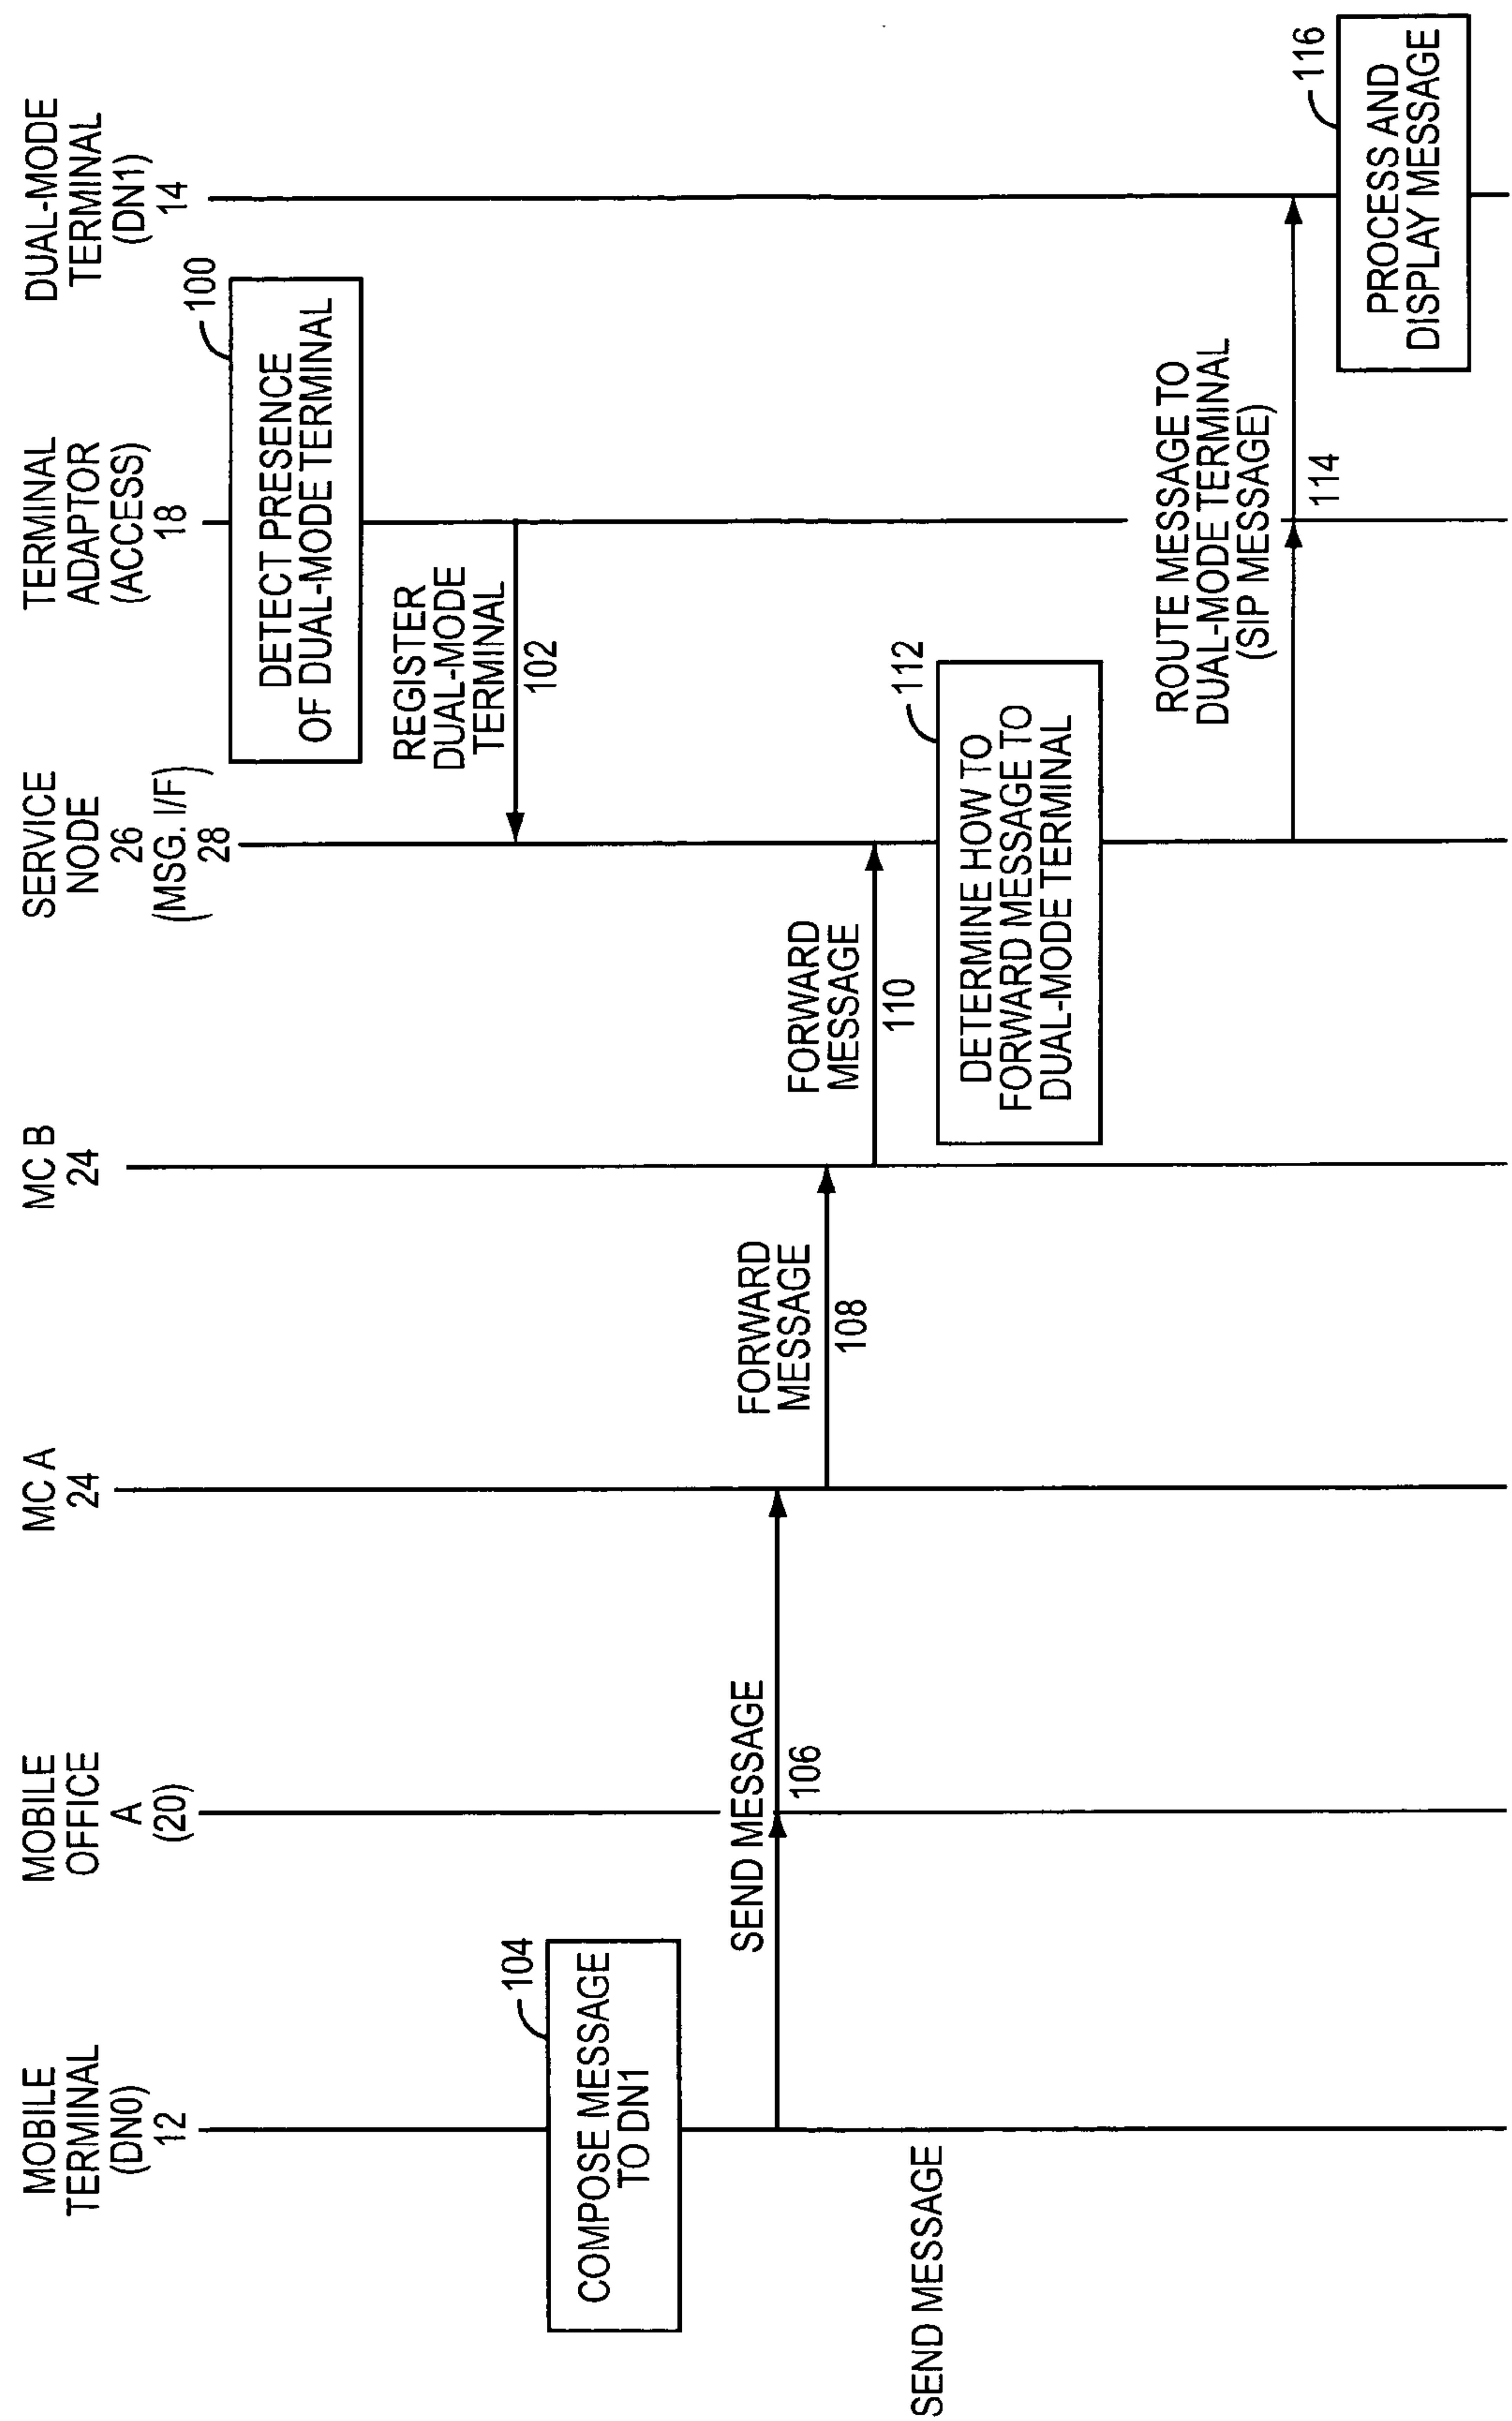 MOBILE
TERMINAL
(DN0)
12
MOBILE
OFFICE
A
(20)
MC A
24
MC B
24
SERVICE
NODE
26
(MSG. I/F)
28
TERMINAL
ADAPTOR
(ACCESS)
18
DUAL-MODE
TERMINAL
(DN1)
14
100
DETECT PRESENCE
OF DUAL-MODE TERMINAL
REGISTER
DUAL-MODE
TERMINAL
102
104
COMPOSE MESSAGE
TO DN1
SEND MESSAGE
106
FORWARD
MESSAGE
108
FORWARD
MESSAGE
110
SEND MESSAGE
112
DETERMINE HOW TO
FORWARD MESSAGE TO
DUAL-MODE TERMINAL
ROUTE MESSAGE TO
DUAL-MODE TERMINAL
(SIP MESSAGE)
114
116
PROCESS AND
DISPLAY MESSAGE